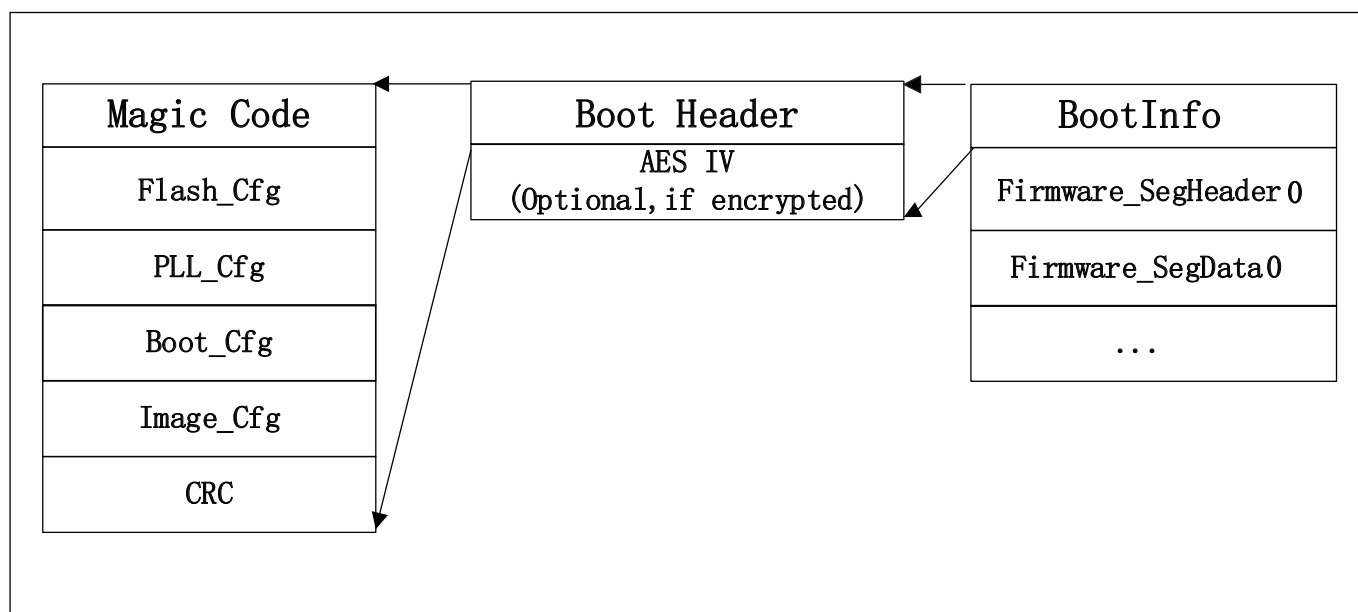 Magic Code
Flash_Cfg
PLL_Cfg
Boot_Cfg
Image_Cfg
CRC
Boot Header
AES IV
(Optional,if encrypted)
BootInfo
Firmware_SegHeader0
Firmware_SegData0
...